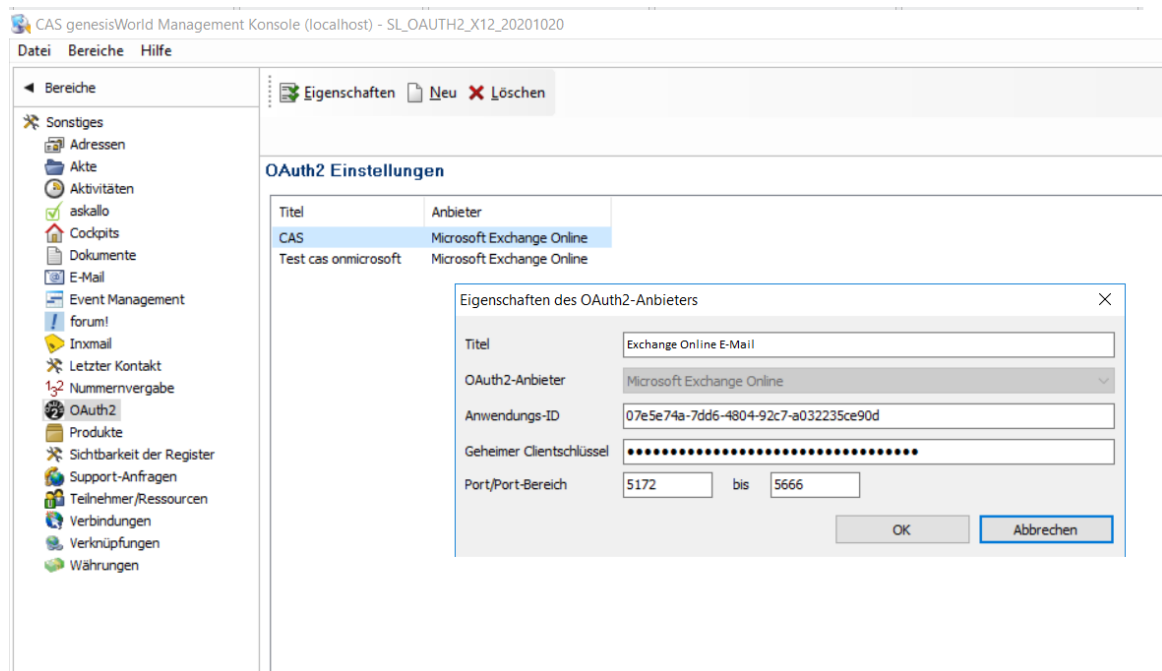 CAS genesisWorld Management Konsole (localhost) - SL_OAUTH2_X12_20201020
Datei Bereiche Hilfe
Bereiche
Eigenschaften Neu Löschen
Sonstiges
Adressen
Akte
Aktivitäten
askallo
Cockpits
Dokumente
E-Mail
Event Management
forum!
Inxmail
Letzter Kontakt
Nummernvergabe
OAuth2
Produkte
Sichtbarkeit der Register
Support-Anfragen
Teilnehmer/Ressourcen
Verbindungen
Verknüpfungen
Währungen
OAuth2 Einstellungen
Titel Anbieter
CAS Microsoft Exchange Online
Test cas onmicrosoft Microsoft Exchange Online
Eigenschaften des OAuth2-Anbieters
Titel Exchange Online E-Mail
OAuth2-Anbieter Microsoft Exchange Online
Anwendungs-ID 07e5e74a-7dd6-4804-92c7-a032235ce90d
Geheimer Clientschlüssel ●●●●●●●●●●●●●●●●●●●●●●●●●●●●●●●●●●
Port/Port-Bereich 5172 bis 5666
OK Abbrechen